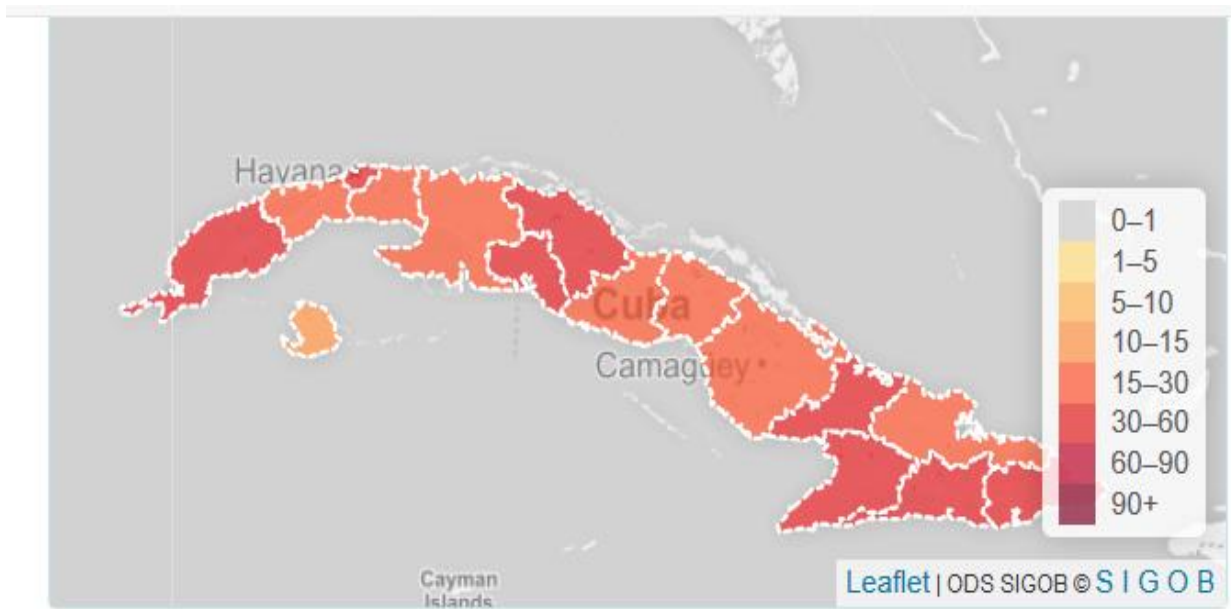 Havana
Cuba
Camagüey
Cayman
Islands
0–1
1–5
5–10
10–15
15–30
30–60
60–90
90+
Leaflet | ODS SIGOB © S I G O B